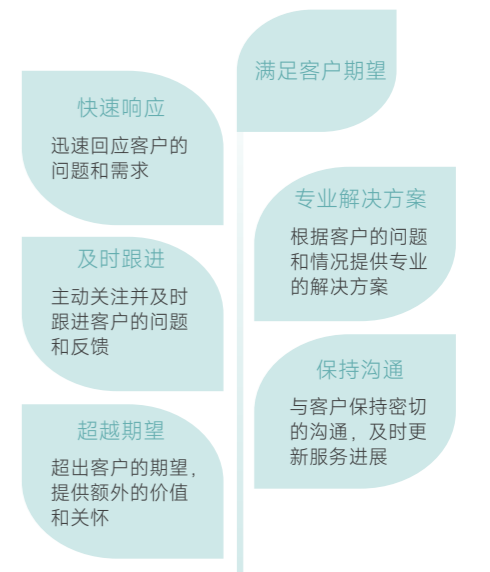 满足客户期望
快速响应
迅速回应客户的
问题和需求
专业解决方案
根据客户的问题
和情况提供专业
的解决方案
及时跟进
主动关注并及时
跟进客户的问题
和反馈
保持沟通
与客户保持密切
的沟通，及时更
新服务进展
超越期望
超出客户的期望，
提供额外的价值
和关怀